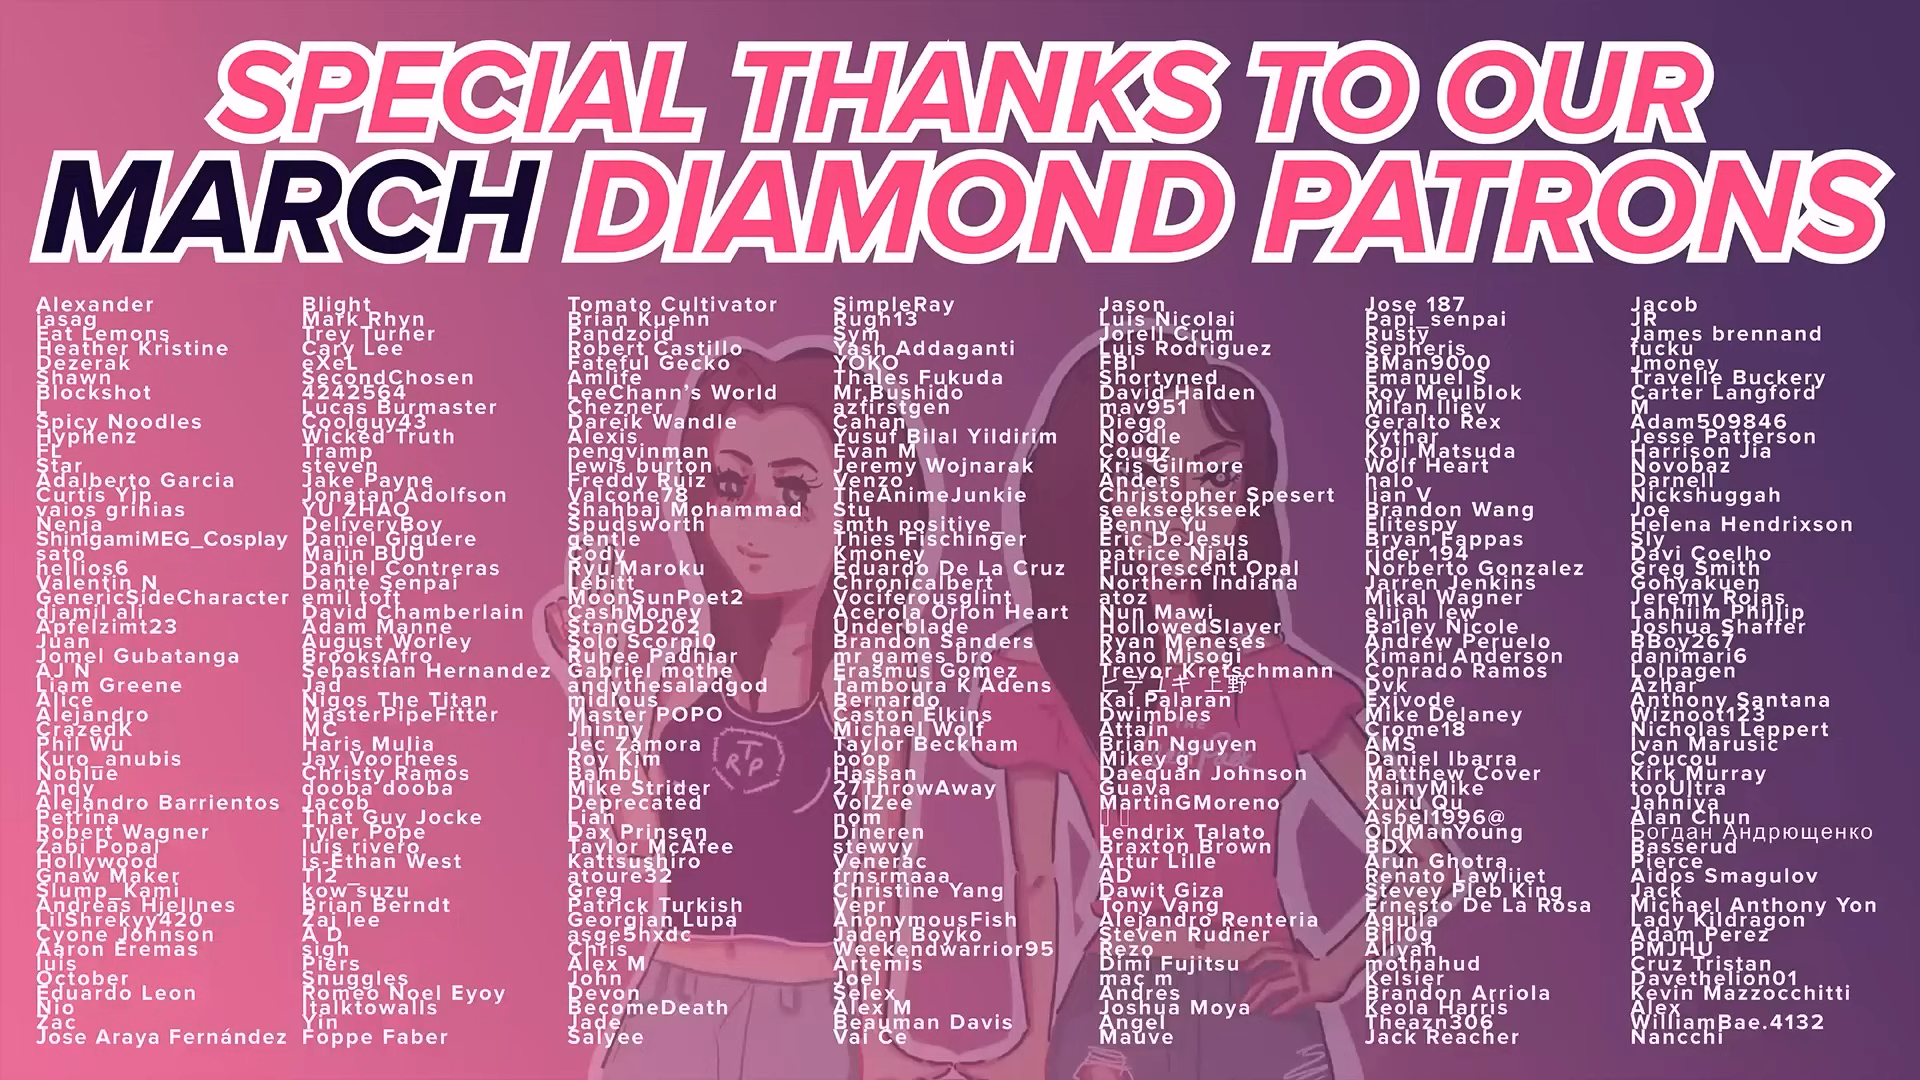 SPECIAL THANKS TO OUR
MARCH DIAMOND PATRONS
Alexander
iasag
Eat Lemons
Heather Kristine
Dezerak
Shawn
Blockshot
L
Spicy Noodles
Hyphenz
FL
Star
Adalberto Garcia
Curtis Yip
vaios grihias
Nenja
ShinigamiMEG_Cosplay
sato
hellios6
Valentin N
GenericSideCharacter
djamil ali
Apfelzimt23
Juan
Jomel Gubatanga
AJ N
Liam Greene
Alice
Alejandro
CrazedK
Phil Wu
Kuro_anubis
Noblue
Andy
Alejandro Barrientos
Petrina
Robert Wagner
Zabi Popal
Hollywood
Gnaw Maker
Slump_Kami
Andreas Hjellnes
LilShrekyy420
Cyone Johnson
Aaron Eremas
luis
October
Eduardo Leon
Nio
Zac
Jose Araya Fernández
Blight
Mark Rhyn
Trey Turner
Cary Lee
eXeL
SecondChosen
4242564
Lucas Burmaster
Coolguy43
Wicked Truth
Tramp
steven
Jake Payne
Jonatan Adolfson
YU ZHAO
DeliveryBoy
Daniel Giguere
Majin BUU
Daniel Contreras
Dante Senpai
emil toft
David Chamberlain
Adam Manne
August Worley
BrooksAfro
Sebastian Hernandez
Jad
Nigos The Titan
MasterPipeFitter
MC
Haris Mulia
Jay Voorhees
Christy Ramos
dooba dooba
Jacob
That Guy Jocke
Tyler Pope
luis rivero
is-Ethan West
TI2_
kow suzu
Brian Berndt
Zai lee
A D
sigh
Piers
Snuggles
Romeo Noel Eyoy
Italktowalls
Yin
Foppe Faber
Tomato Cultivator
Brian Kuehn
Pandzoid
Robert Castillo
Fateful Gecko
Amlife
LeeChann's World
Chezner
Dareik Wandle
Alexis
pengvinman
lewis burton
Freddy Ruiz
Valcone78
Shahbaj Mohammad
Spudsworth
gentle
Cody
Ryu Maroku
Lebitt
MoonSunPoet2
CashMoney
StanGD202
Solo Scorpi0
Rupee Padhiar
Gabriel mothe
andythesaladgod
midlous
Master POPO
Jhinny
Jec Zamora
Roy Kim
Bambi
Mike Strider
Deprecated
Lian
Dax Prinsen
Taylor McAfee
Kattsushiro
atoure32
Greg
Patrick Turkish
Georgian Lupa
asge5hxdc
Chris
Alex M
John
Devon
BecomeDeath
Jade
Salyee
SimpleRay
Rugh13
Sym
Yash Addaganti
YOKO
Thales Fukuda
Mr.Bushido
azfirstgen
Cahan
Yusuf Bilal Yildirim
Evan M
Jeremy Wojnarak
Venzo
TheAnimeJunkie
Stu
smth positive_
Thies Fischinger
Kmoney
Eduardo De La Cruz
Chronicalbert
Vociferousglint
Acerola Orion Heart
Underblade
Brandon Sanders
mr games bro
Erasmus Gomez
Tamboura K Adens
Bernardo
Caston Elkins
Michael Wolf
Taylor Beckham
boop
Hassan
27ThrowAway
VolZee
nom
Dineren
stewvy
Venerac
frnsrmaaa
Christine Yang
Vepr
AnonymousFish
Jaden Boyko
Weekendwarrior95
Artemis
Joel
Selex
Alex M
Beauman Davis
Vai Ce
Jason
Luis Nicolai
Jorell Crum
Luis Rodriguez
FBI
Shortyned
David Halden
mav951
Diego
Noodle
Cougz
Kris Gilmore
Anders
Christopher Spesert
seekseekseek
Benny Yu
Eric DeJesus
patrice Njala
Fluorescent Opal
Northern Indiana
atoz
Nun Mawi
HollowedSlayer
Ryan Meneses
Kano Misogi
Trevor Kretschmann
ヒデユキ 上野
Kai Palaran
Dwimbles
Attain
Brian Nguyen
Mikey g
Daequan Johnson
Guava
MartinGMoreno
Lendrix Talato
Braxton Brown
Artur Lille
AD
Dawit Giza
Tony Vang
Alejandro Renteria
Steven Rudner
Rezo
Dimi Fujitsu
mac m
Andres
Joshua Moya
Angel
Mauve
Jose 187
Papi_senpai
Rusty
Sepheris
BMan9000
Emanuel S
Roy Meulblok
Milan Iliev
Geralto Rex
Kythar
Koji Matsuda
Wolf Heart
halo
Jian V
Brandon Wang
Elitespy
Bryan Fappas
rider 194
Norberto Gonzalez
Jarren Jenkins
Mikal Wagner
elijah lew
Bailey Nicole
Andrew Peruelo
Kimani Anderson
Conrado Ramos
Dyk
Exivode
Mike Delaney
Crome18
AMS
Daniel Ibarra
Matthew Cover
RainyMike
Xuxu Qu
Asbel1996@
OldManYoung
BDX
Arun Ghotra
Renato Lawliiet
Stevey Pleb King
Ernesto De La Rosa
Aquila
Bill0g
Aliyah
mothahud
Kelsier
Brandon Arriola
Keola Harris
Theazn306
Jack Reacher
Jacob
JR
James brennand
fucku
Jmoney
Travelle Buckery
Carter Langford
M
Adam509846
Jesse Patterson
Harrison Jia
Novobaz
Darnell
Nickshuggah
Joe
Helena Hendrixson
Sly
Davi Coelho
Greg Smith
Gohyakuen
Jeremy Rojas
Lahhiim Phillip
Joshua Shaffer
BBoy267
danimari6
Lolpagen
Azhar
Anthony Santana
Wiznoot123
Nicholas Leppert
Ivan Marusic
Coucou
Kirk Murray
tooUltra
Jahniya
Alan Chun
Богдан Андрющенко
Basserud
Pierce
Aidos Smagulov
Jack
Michael Anthony Yon
Lady Kildragon
Adam Perez
PMJHU
Cruz Tristan
Davethelion01
Kevin Mazzocchitti
Alex
WilliamBae.4132
Nancchi
TRP